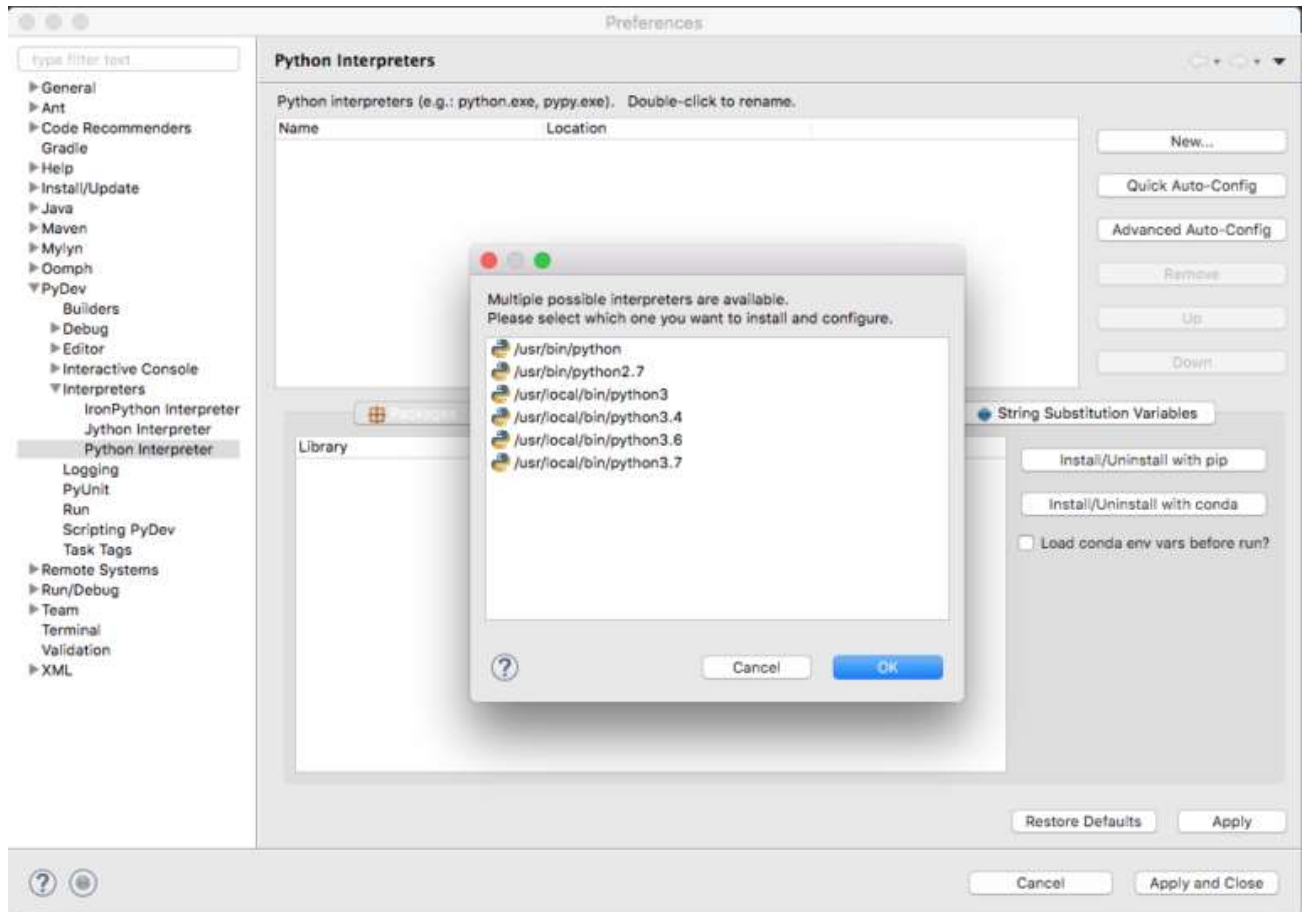 Preferences
type filter text
General
Ant
Code Recommenders
Gradle
Help
Install/Update
Java
Maven
Mylyn
Oomph
PyDev
Builders
Debug
Editor
Interactive Console
Interpreters
IronPython Interpreter
Jython Interpreter
Python Interpreter
Logging
PyUnit
Run
Scripting PyDev
Task Tags
Remote Systems
Run/Debug
Team
Terminal
Validation
XML
Python Interpreters
Python interpreters (e.g.: python.exe, pypy.exe). Double-click to rename.
Name Location
New...
Quick Auto-Config
Advanced Auto-Config
Remove
Up
Down
Multiple possible interpreters are available.
Please select which one you want to install and configure.
/usr/bin/python
/usr/bin/python2.7
/usr/local/bin/python3
/usr/local/bin/python3.4
/usr/local/bin/python3.6
/usr/local/bin/python3.7
Cancel OK
Packages
String Substitution Variables
Library
Install/Uninstall with pip
Install/Uninstall with conda
Load conda env vars before run?
Restore Defaults Apply
Cancel Apply and Close